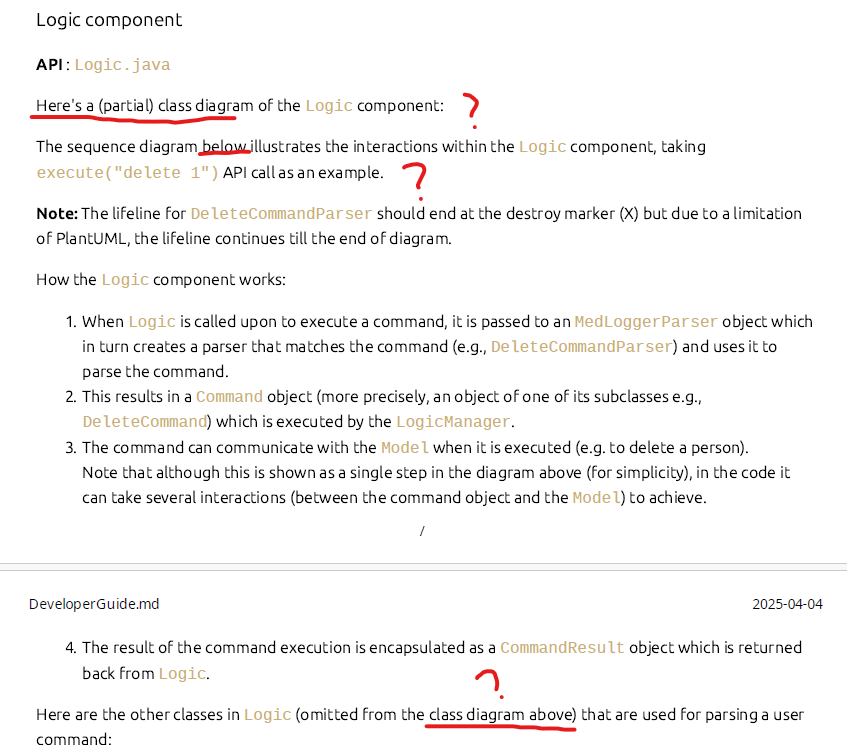 Logic component
API : Logic.java
Here's a (partial) class diagram of the Logic component: ?
The sequence diagram below illustrates the interactions within the Logic component, taking
execute("delete 1") API call as an example. ?
Note: The lifeline for DeleteCommandParser should end at the destroy marker (X) but due to a limitation
of PlantUML, the lifeline continues till the end of diagram.
How the Logic component works:
1. When Logic is called upon to execute a command, it is passed to an MedLoggerParser object which
in turn creates a parser that matches the command (e.g., DeleteCommandParser) and uses it to
parse the command.
2. This results in a Command object (more precisely, an object of one of its subclasses e.g.,
DeleteCommand) which is executed by the LogicManager.
3. The command can communicate with the Model when it is executed (e.g. to delete a person).
Note that although this is shown as a single step in the diagram above (for simplicity), in the code it
can take several interactions (between the command object and the Model) to achieve.
/
DeveloperGuide.md 2025-04-04
4. The result of the command execution is encapsulated as a CommandResult object which is returned
back from Logic.
?
Here are the other classes in Logic (omitted from the class diagram above) that are used for parsing a user
command: